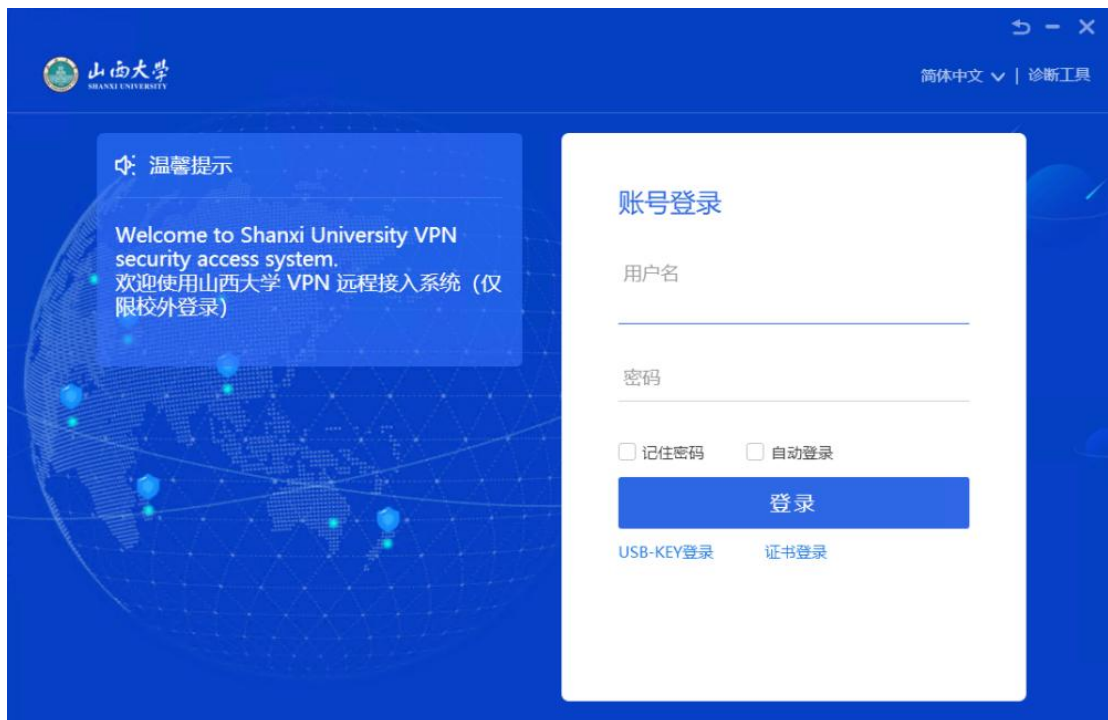 山西大学
SHANXI UNIVERSITY
简体中文 | 诊断工具
温馨提示
Welcome to Shanxi University VPN
security access system.
欢迎使用山西大学 VPN 远程接入系统（仅
限校外登录）
账号登录
用户名
密码
记住密码 自动登录
登录
USB-KEY登录 证书登录